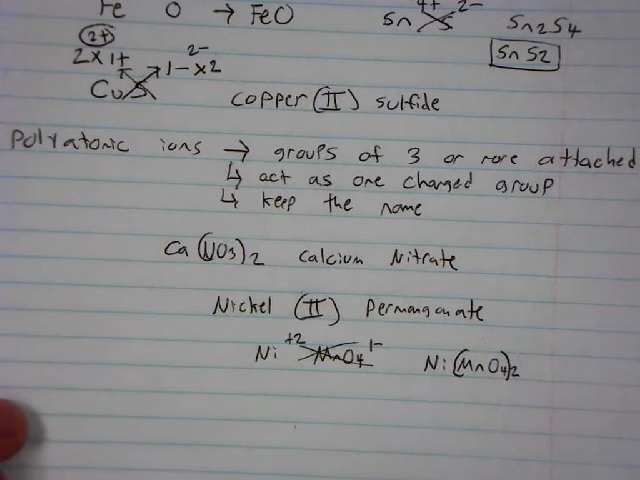 Fe O → FeO Sn 4+ S 2- Sn2S4
2+ SnS2
2x1+ 2- 1-x2
CuS copper (II) sulfide
Polyatomic ions → groups of 3 or more attached
↳ act as one charged group
↳ keep the name
Ca(NO3)2 calcium Nitrate
Nickel (II) Permanganate
Ni +2 MnO4 1- Ni(MnO4)2